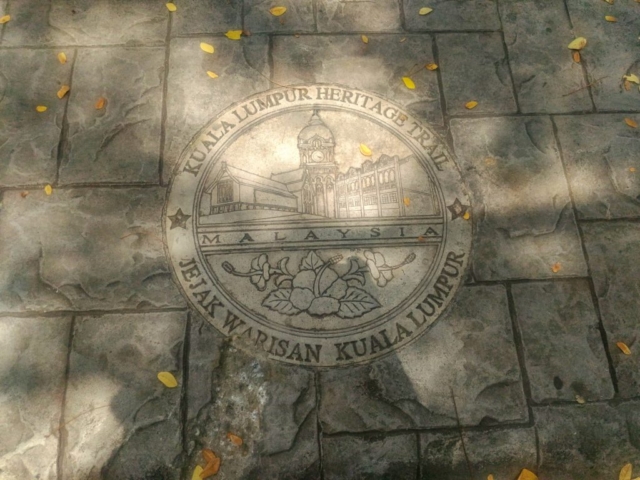 KUALA LUMPUR HERITAGE TRAIL
MALAYSIA
JEJAK WARISAN KUALA LUMPUR